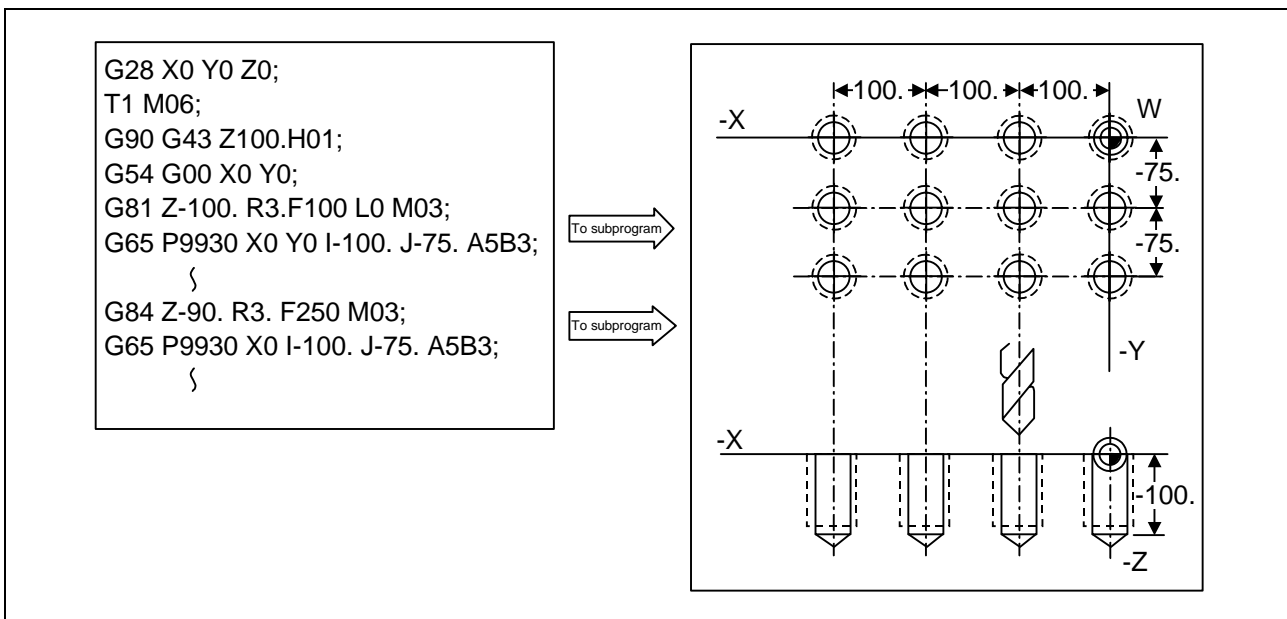 G28 X0 Y0 Z0;
T1 M06;
G90 G43 Z100.H01;
G54 G00 X0 Y0;
G81 Z-100. R3.F100 L0 M03;
G65 P9930 X0 Y0 I-100. J-75. A5B3;
G84 Z-90. R3. F250 M03;
G65 P9930 X0 I-100. J-75. A5B3;
To subprogram
To subprogram
100. 100. 100.
-X
W
-75.
-75.
-Y
-X
-100.
-Z